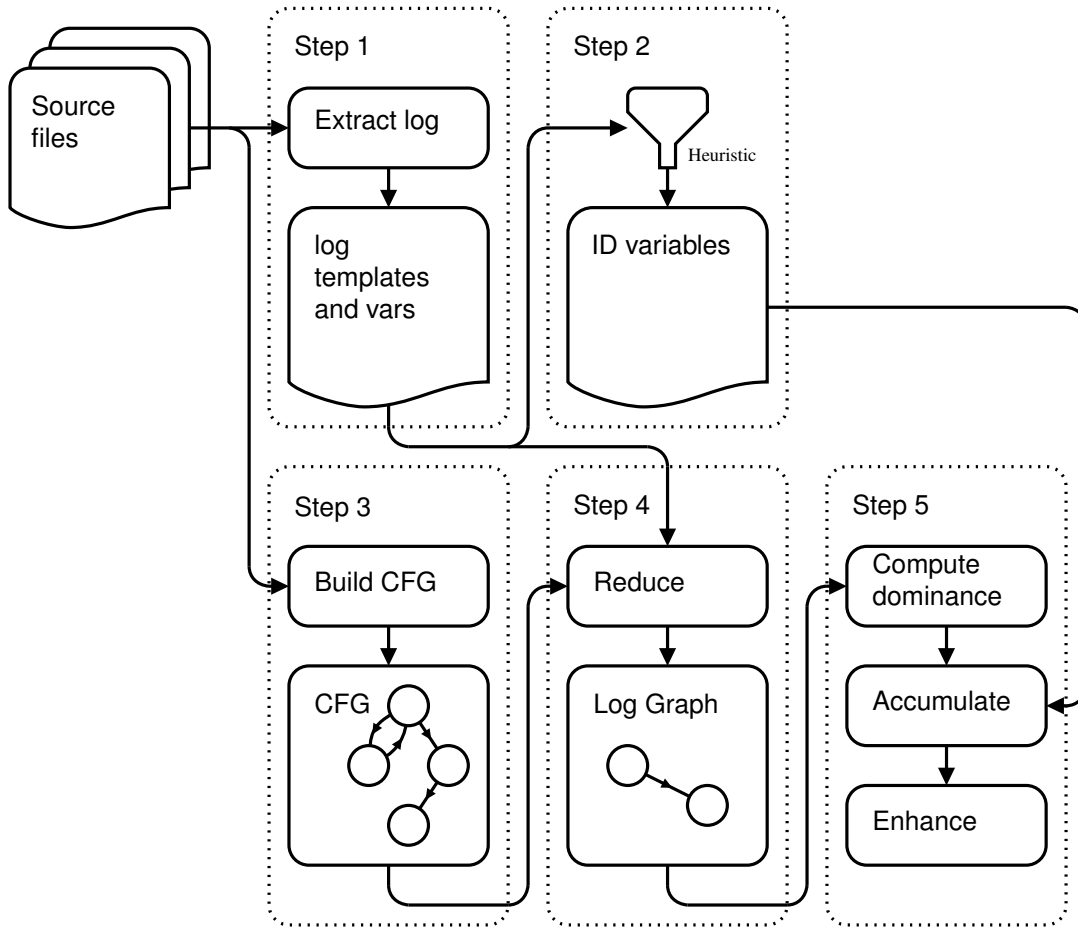 Source
files
Step 1
Extract log
log
templates
and vars
Step 2
Heuristic
ID variables
Step 3
Build CFG
CFG
Step 4
Reduce
Log Graph
Step 5
Compute
dominance
Accumulate
Enhance